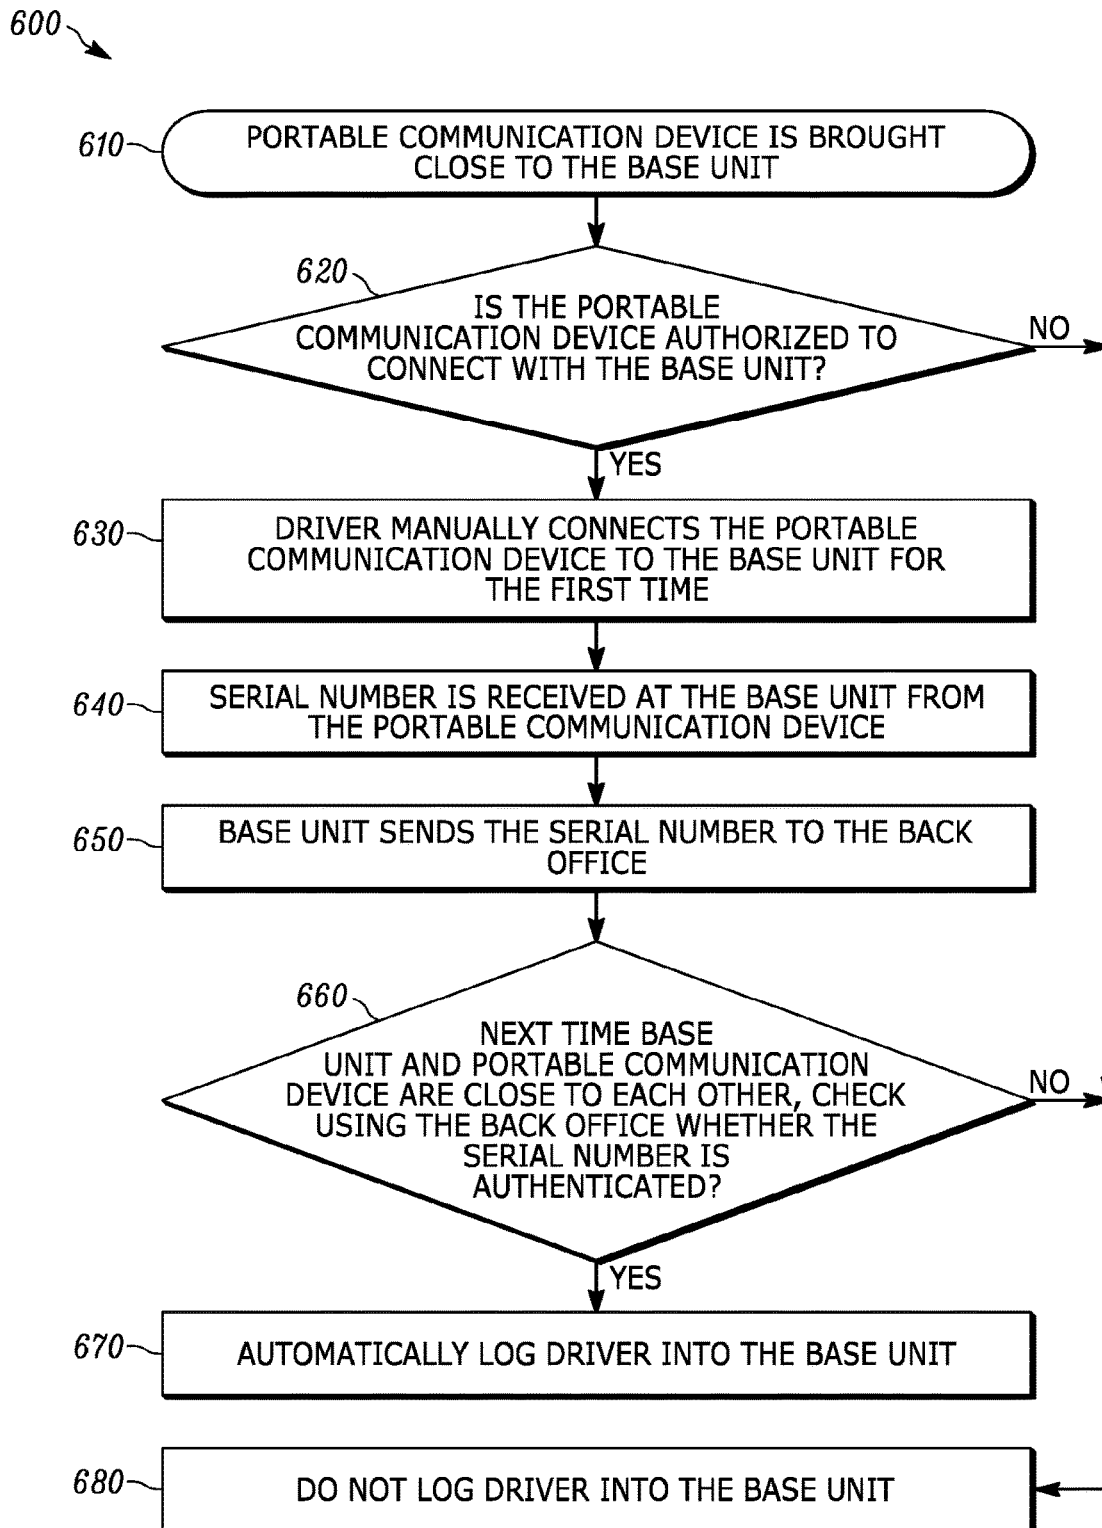 600
610
PORTABLE COMMUNICATION DEVICE IS BROUGHT
CLOSE TO THE BASE UNIT
620
IS THE PORTABLE
COMMUNICATION DEVICE AUTHORIZED TO
CONNECT WITH THE BASE UNIT?
NO
YES
630
DRIVER MANUALLY CONNECTS THE PORTABLE
COMMUNICATION DEVICE TO THE BASE UNIT FOR
THE FIRST TIME
640
SERIAL NUMBER IS RECEIVED AT THE BASE UNIT FROM
THE PORTABLE COMMUNICATION DEVICE
650
BASE UNIT SENDS THE SERIAL NUMBER TO THE BACK
OFFICE
660
NEXT TIME BASE
UNIT AND PORTABLE COMMUNICATION
DEVICE ARE CLOSE TO EACH OTHER, CHECK
USING THE BACK OFFICE WHETHER THE
SERIAL NUMBER IS
AUTHENTICATED?
NO
YES
670
AUTOMATICALLY LOG DRIVER INTO THE BASE UNIT
680
DO NOT LOG DRIVER INTO THE BASE UNIT